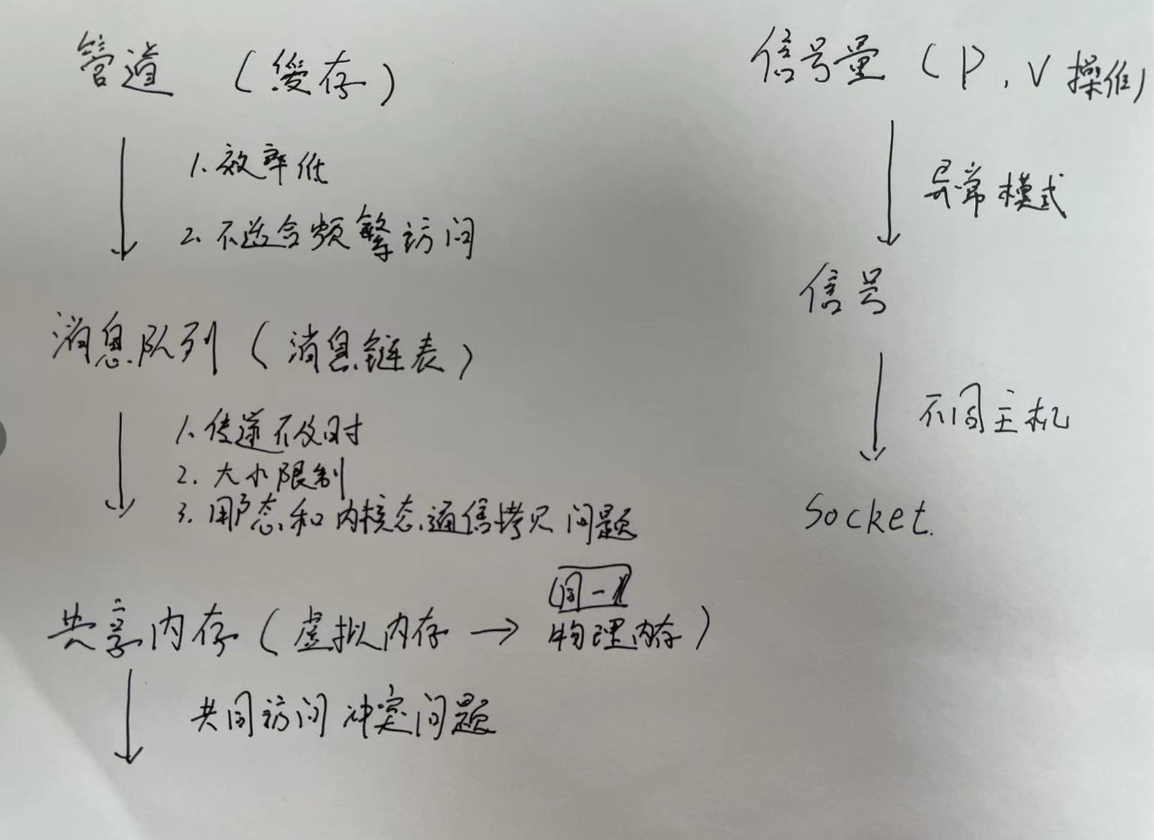 管道 (缓存)
1. 效率低
2. 不适合频繁访问
消息队列 (消息链表)
1. 传递不及时
2. 大小限制
3. 用户态和内核态通信拷贝问题
共享内存 (虚拟内存 → 同一 物理内存)
共同访问冲突问题
信号量 (P, V 操作)
异常模式
信号
不同主机
Socket.